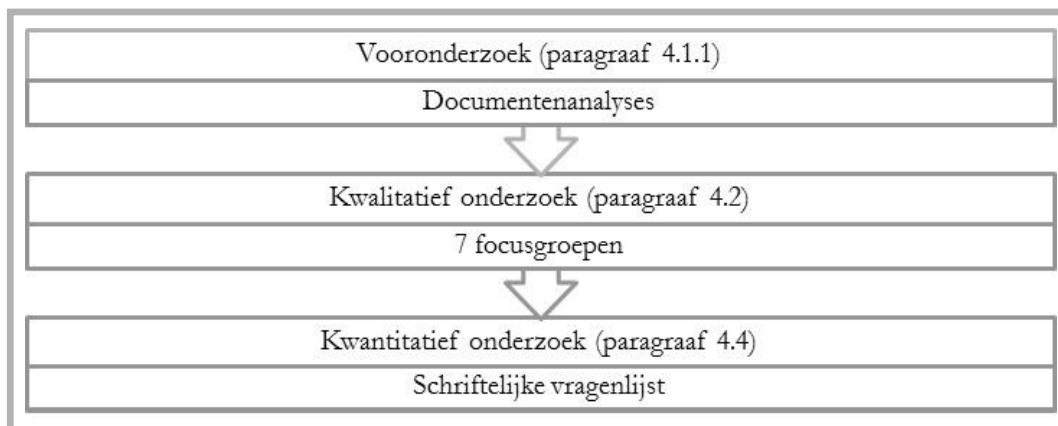 Vooronderzoek (paragraaf 4.1.1)
Documentenanalyses
Kwalitatief onderzoek (paragraaf 4.2)
7 focusgroepen
Kwantitatief onderzoek (paragraaf 4.4)
Schriftelijke vragenlijst